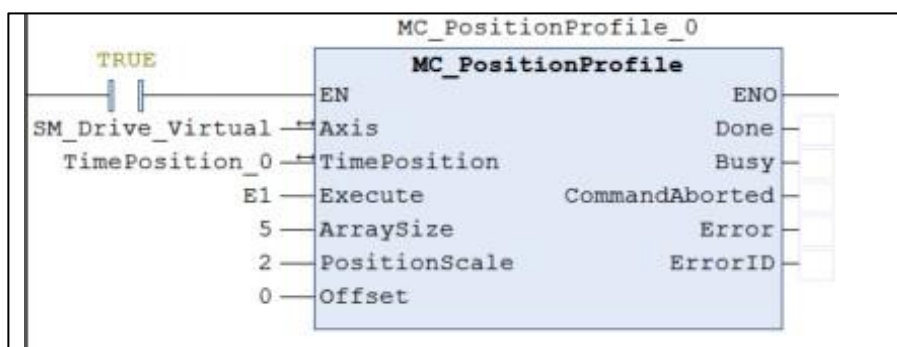 MC_PositionProfile_0
TRUE
MC_PositionProfile
EN ENO
SM_Drive_Virtual Axis Done
TimePosition_0 TimePosition Busy
E1 Execute CommandAborted
5 ArraySize Error
2 PositionScale ErrorID
0 Offset